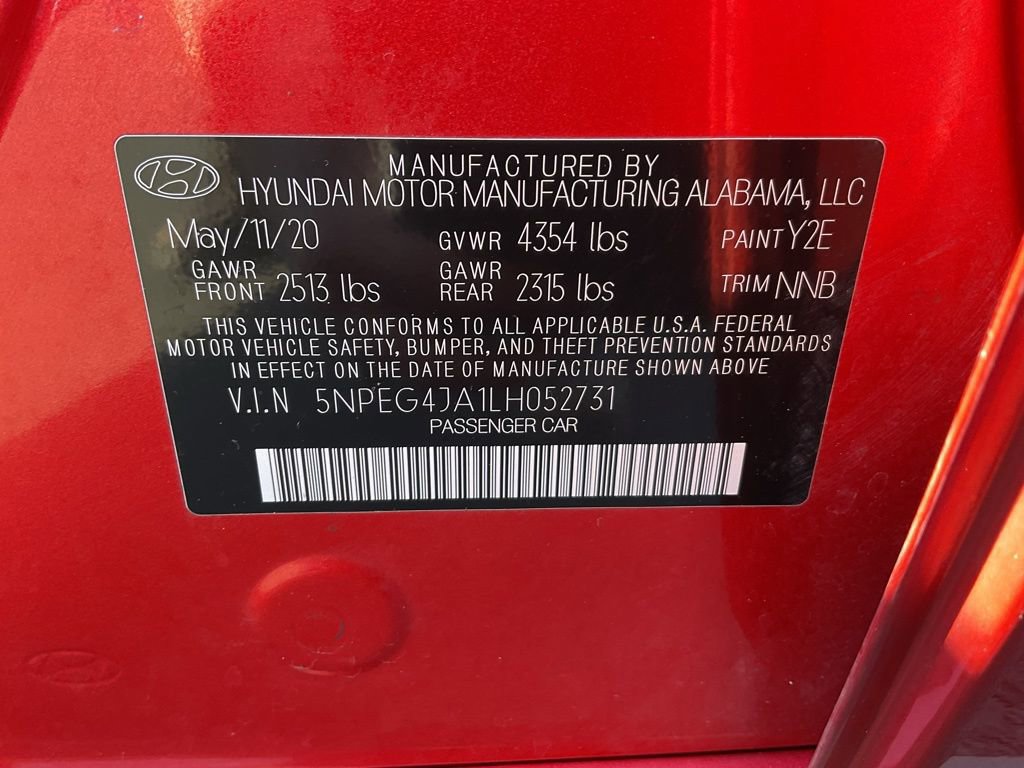 MANUFACTURED BY
HYUNDAI MOTOR MANUFACTURING ALABAMA, LLC
May/11/20 GVWR 4354 lbs PAINT Y2E
GAWR FRONT 2513 lbs GAWR REAR 2315 lbs TRIM NNB
THIS VEHICLE CONFORMS TO ALL APPLICABLE U.S.A. FEDERAL
MOTOR VEHICLE SAFETY, BUMPER, AND THEFT PREVENTION STANDARDS
IN EFFECT ON THE DATE OF MANUFACTURE SHOWN ABOVE
V.I.N 5NPEG4JA1LH052731
PASSENGER CAR